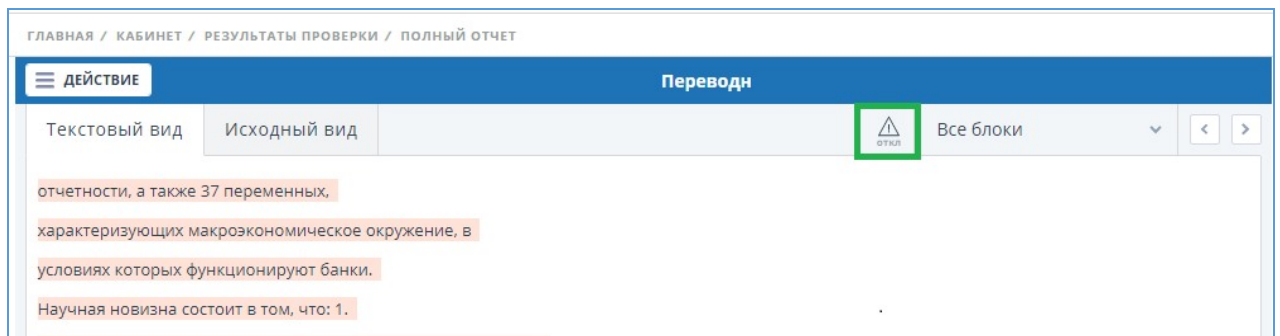 ГЛАВНАЯ / КАБИНЕТ / РЕЗУЛЬТАТЫ ПРОВЕРКИ / ПОЛНЫЙ ОТЧЕТ
ДЕЙСТВИЕ Переводн
Текстовый вид Исходный вид откл Все блоки < >
отчетности, а также 37 переменных,
характеризующих макроэкономическое окружение, в
условиях которых функционируют банки.
Научная новизна состоит в том, что: 1. .